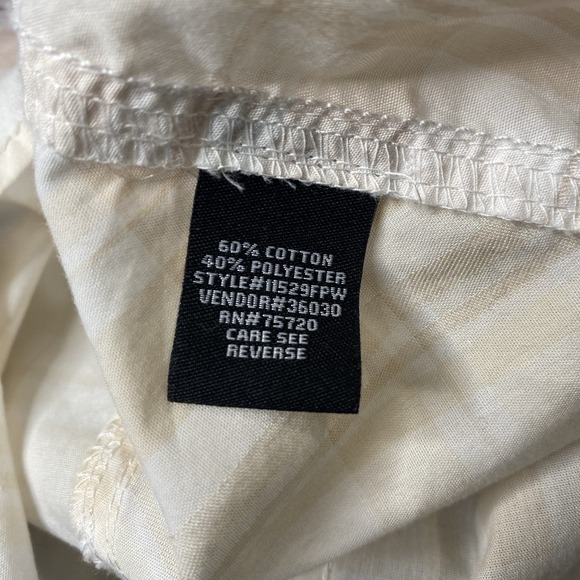 60% COTTON
40% POLYESTER
STYLE#11529FPW
VENDOR#36030
RN#75720
CARE SEE
REVERSE